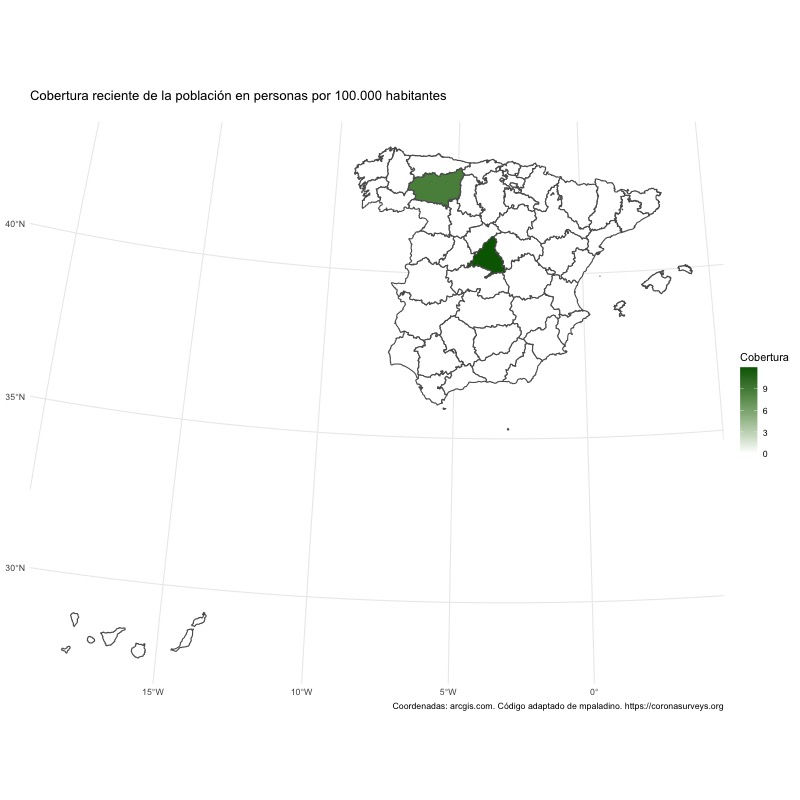 Cobertura reciente de la población en personas por 100.000 habitantes
40°N
35°N
30°N
15°W
10°W
5°W
0°
Cobertura
9
6
3
0
Coordenadas: arcgis.com. Código adaptado de mpaladino. https://coronasurveys.org